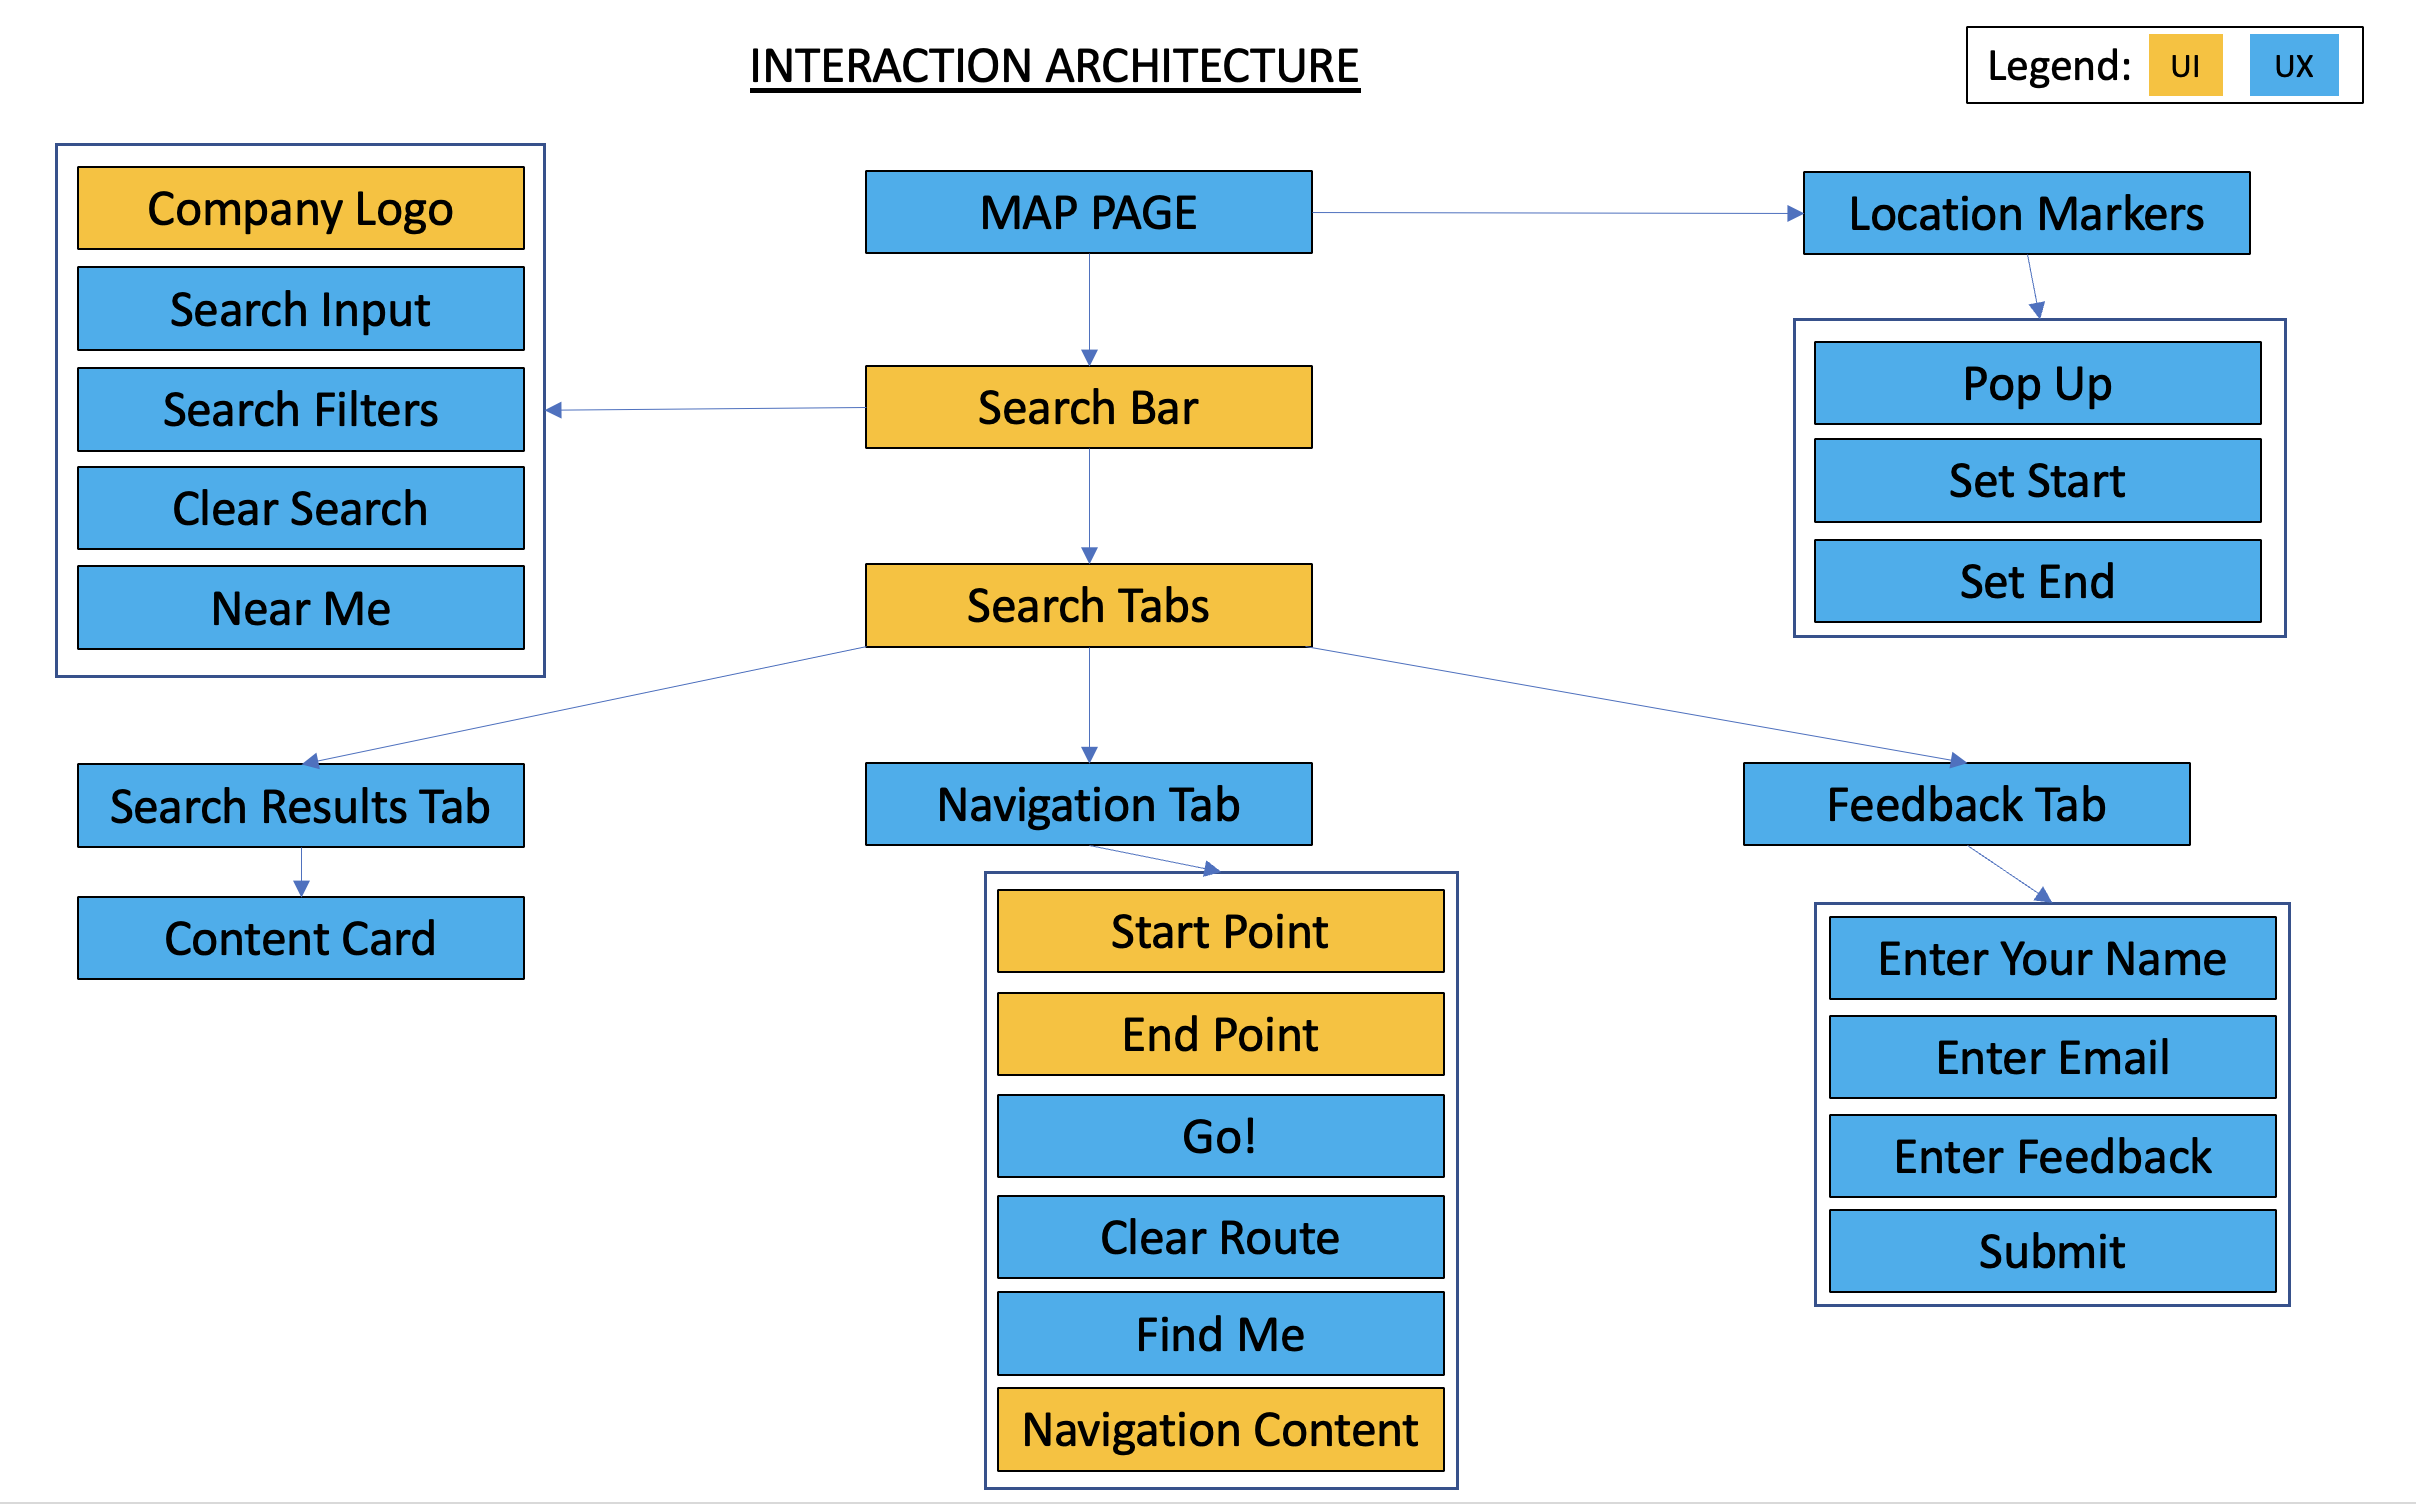 INTERACTION ARCHITECTURE
Legend: UI UX
Company Logo
Search Input
Search Filters
Clear Search
Near Me
MAP PAGE
Search Bar
Search Tabs
Location Markers
Pop Up
Set Start
Set End
Search Results Tab
Content Card
Navigation Tab
Start Point
End Point
Go!
Clear Route
Find Me
Navigation Content
Feedback Tab
Enter Your Name
Enter Email
Enter Feedback
Submit